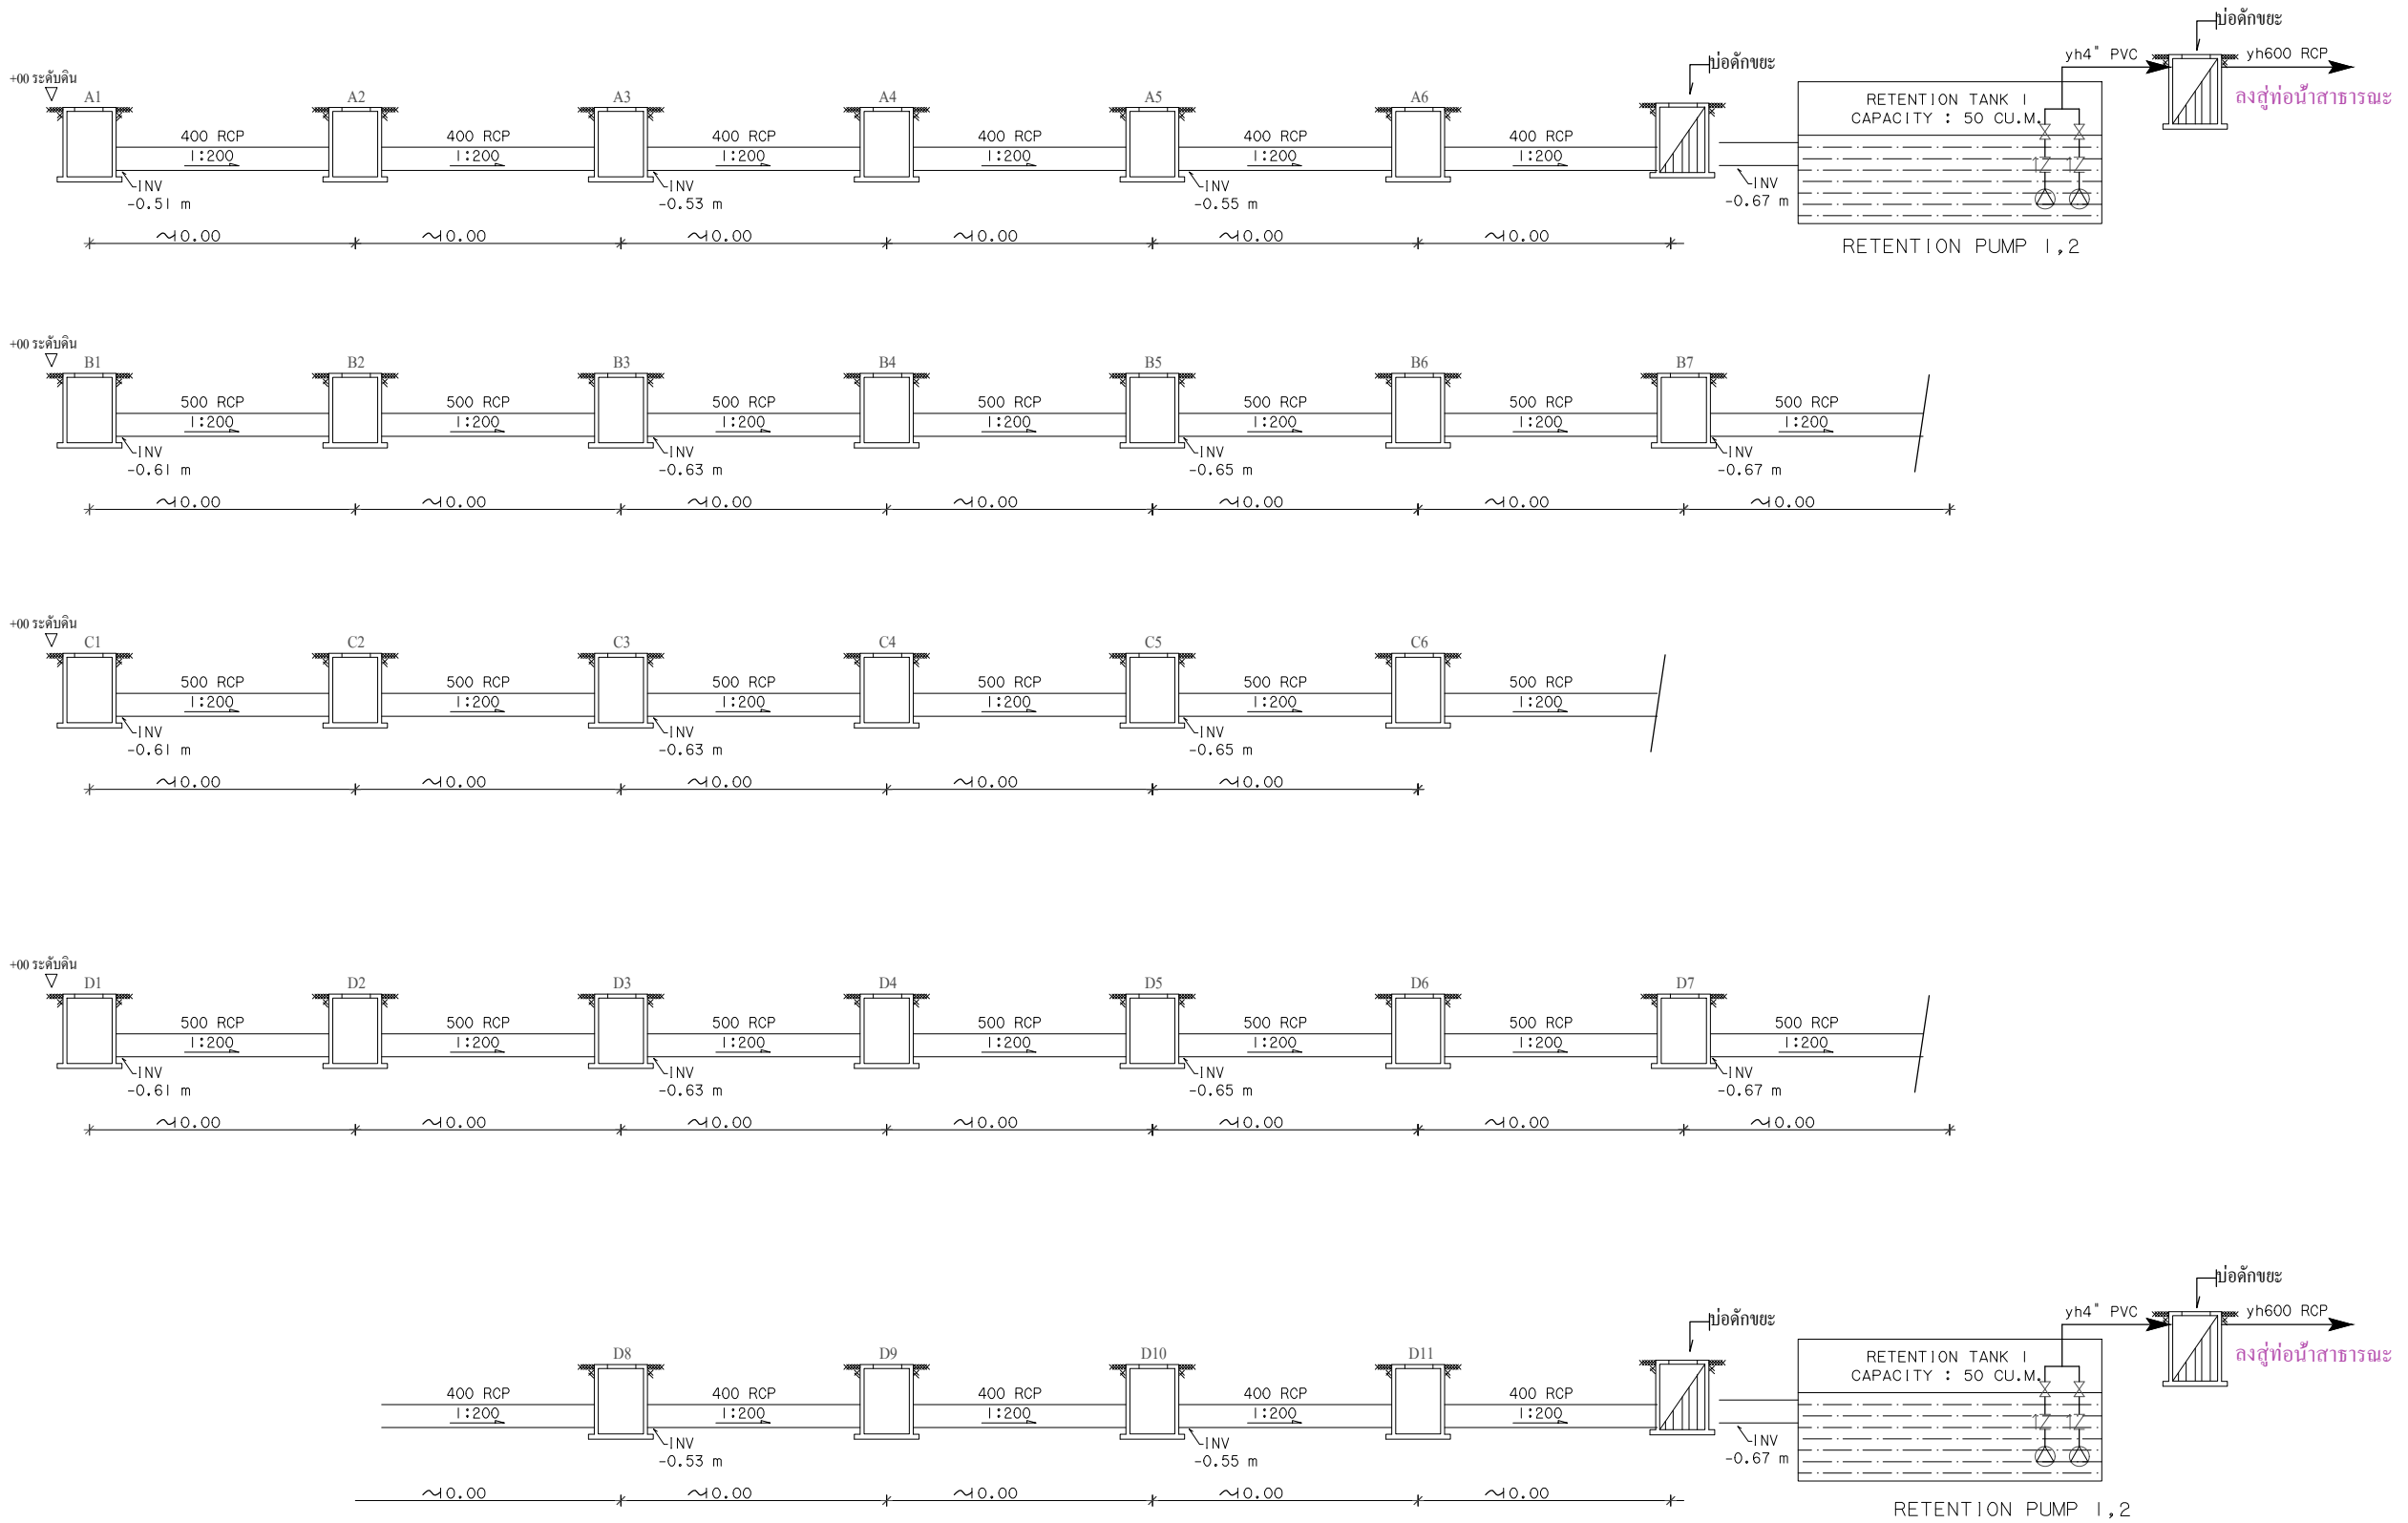 บ่อดักขยะ
บ่อดักขยะ
yh4" PVC
yh600 RCP
+00 ระดับดิน
A1 A2 A3 A4 A5 A6
RETENTION TANK 1
CAPACITY : 50 CU.M.
ลงสู่ท่อน้ำสาธารณะ
400 RCP 400 RCP 400 RCP 400 RCP 400 RCP 400 RCP
1:200 1:200 1:200 1:200 1:200 1:200
INV INV INV INV
-0.51 m -0.53 m -0.55 m -0.67 m
~10.00 ~10.00 ~10.00 ~10.00 ~10.00 ~10.00
RETENTION PUMP 1,2
+00 ระดับดิน
B1 B2 B3 B4 B5 B6 B7
500 RCP 500 RCP 500 RCP 500 RCP 500 RCP 500 RCP 500 RCP
1:200 1:200 1:200 1:200 1:200 1:200 1:200
INV INV INV INV
-0.61 m -0.63 m -0.65 m -0.67 m
~10.00 ~10.00 ~10.00 ~10.00 ~10.00 ~10.00 ~10.00
+00 ระดับดิน
C1 C2 C3 C4 C5 C6
500 RCP 500 RCP 500 RCP 500 RCP 500 RCP 500 RCP
1:200 1:200 1:200 1:200 1:200 1:200
INV INV INV
-0.61 m -0.63 m -0.65 m
~10.00 ~10.00 ~10.00 ~10.00 ~10.00
+00 ระดับดิน
D1 D2 D3 D4 D5 D6 D7
500 RCP 500 RCP 500 RCP 500 RCP 500 RCP 500 RCP 500 RCP
1:200 1:200 1:200 1:200 1:200 1:200 1:200
INV INV INV INV
-0.61 m -0.63 m -0.65 m -0.67 m
~10.00 ~10.00 ~10.00 ~10.00 ~10.00 ~10.00 ~10.00
บ่อดักขยะ
บ่อดักขยะ
yh4" PVC
yh600 RCP
D8 D9 D10 D11
RETENTION TANK 1
CAPACITY : 50 CU.M.
ลงสู่ท่อน้ำสาธารณะ
400 RCP 400 RCP 400 RCP 400 RCP 400 RCP
1:200 1:200 1:200 1:200 1:200
INV INV INV
-0.53 m -0.55 m -0.67 m
~10.00 ~10.00 ~10.00 ~10.00 ~10.00
RETENTION PUMP 1,2